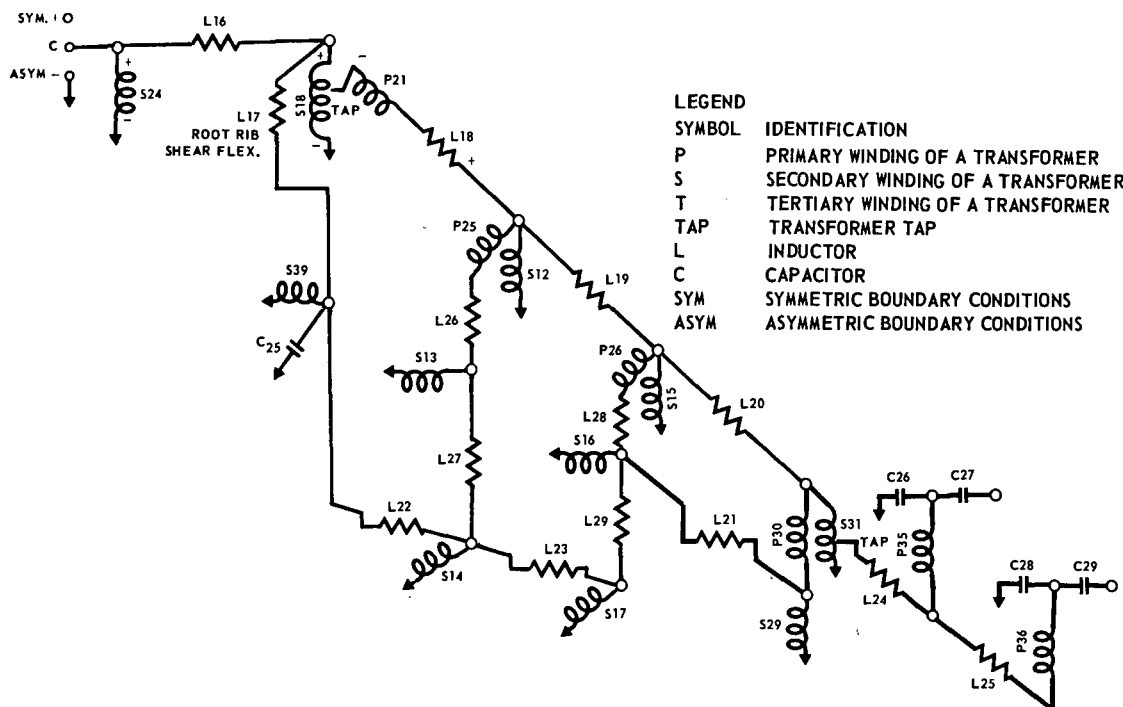 SYM. + O
L16
C
ASYM -
+
S24
-
+
S18
TAP
-
-
P21
L17
ROOT RIB
SHEAR FLEX.
L18
+
LEGEND
SYMBOL IDENTIFICATION
P PRIMARY WINDING OF A TRANSFORMER
S SECONDARY WINDING OF A TRANSFORMER
T TERTIARY WINDING OF A TRANSFORMER
TAP TRANSFORMER TAP
L INDUCTOR
C CAPACITOR
SYM SYMMETRIC BOUNDARY CONDITIONS
ASYM ASYMMETRIC BOUNDARY CONDITIONS
P25
S12
L19
S39
L26
C25
S13
P26
S15
L28
L20
S16
L27
L22
L29
L21
P30
S31
TAP
C26
C27
P35
S14
L23
S17
S29
L24
C28
C29
P36
L25